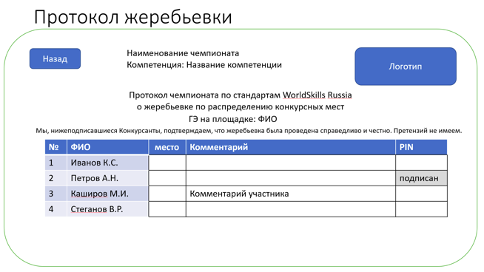 Протокол жеребьевки
Назад
Наименование чемпионата
Компетенция: Название компетенции
Логотип
Протокол чемпионата по стандартам WorldSkills Russia
о жеребьевке по распределению конкурсных мест
ГЭ на площадке: ФИО
Мы, нижеподписавшиеся Конкурсанты, подтверждаем, что жеребьевка была проведена справедливо и честно. Претензий не имеем.
№ ФИО место Комментарий PIN
1 Иванов К.С.
2 Петров А.Н. подписан
3 Каширов М.И. Комментарий участника
4 Стеганов В.Р.